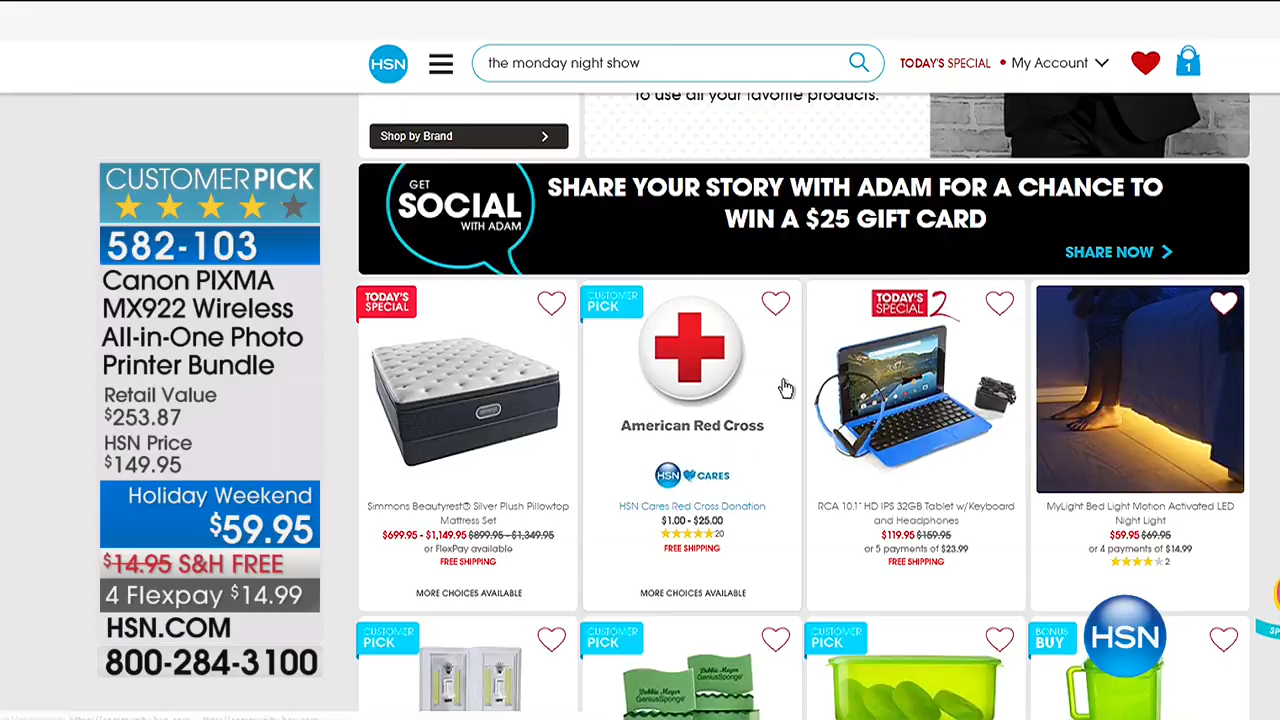 HSN
the monday night show
TODAY'S SPECIAL
My Account
1
to use all your favorite products.
Shop by Brand
GET
SOCIAL
WITH ADAM
SHARE YOUR STORY WITH ADAM FOR A CHANCE TO
WIN A $25 GIFT CARD
SHARE NOW
CUSTOMER PICK
582-103
Canon PIXMA
MX922 Wireless
All-in-One Photo
Printer Bundle
Retail Value
$253.87
HSN Price
$149.95
Holiday Weekend
$59.95
$14.95 S&H FREE
4 Flexpay $14.99
HSN.COM
800-284-3100
TODAY'S
SPECIAL
Simmons Beautyrest® Silver Plush Pillowtop
Mattress Set
$699.95 - $1,149.95 $899.95 - $1,349.95
or FlexPay available
FREE SHIPPING
MORE CHOICES AVAILABLE
CUSTOMER
PICK
American Red Cross
HSN CARES
HSN Cares Red Cross Donation
$1.00 - $25.00
20
FREE SHIPPING
MORE CHOICES AVAILABLE
TODAY'S
SPECIAL 2
RCA 10.1" HD IPS 32GB Tablet w/Keyboard
and Headphones
$119.95 $159.95
or 5 payments of $23.99
FREE SHIPPING
MyLight Bed Light Motion Activated LED
Night Light
$59.95 $69.95
or 4 payments of $14.99
2
CUSTOMER
PICK
CUSTOMER
PICK
Debbie Meyer
GeniusSponge
Debbie Meyer
GeniusSponge
CUSTOMER
PICK
BONUS
BUY
HSN